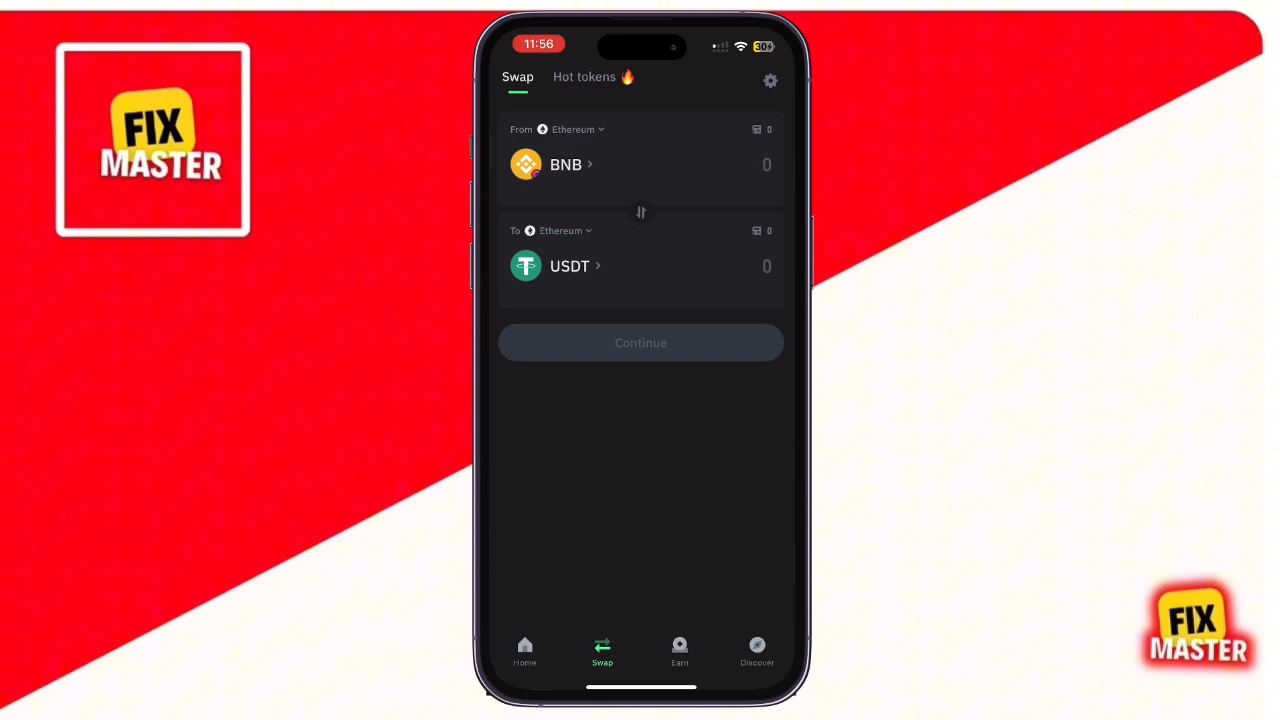 FIX
MASTER
11:56
30
Swap
Hot tokens 🔥
From Ethereum
0
BNB
0
To Ethereum
0
USDT
0
Continue
Home
Swap
Earn
Discover
FIX
MASTER